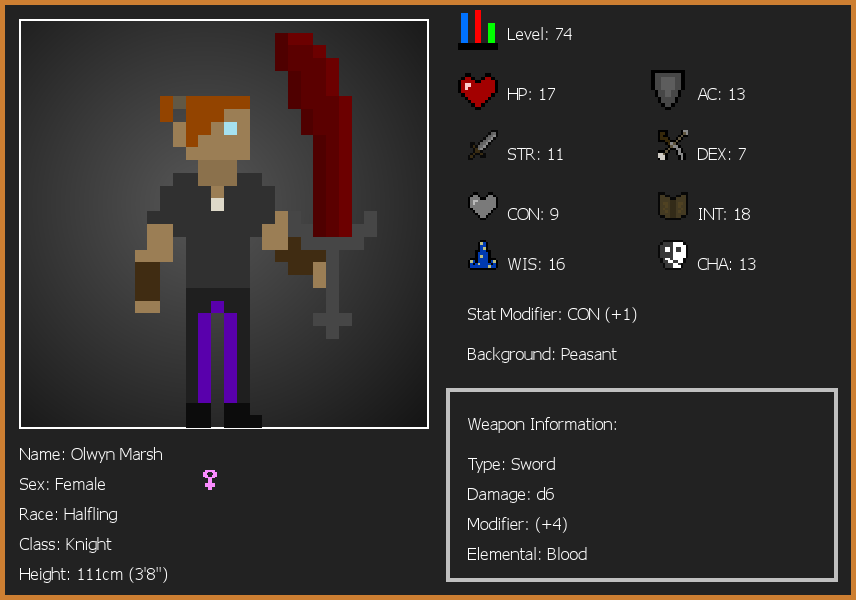 Level: 74
HP: 17
AC: 13
STR: 11
DEX: 7
CON: 9
INT: 18
WIS: 16
CHA: 13
Stat Modifier: CON (+1)
Background: Peasant
Weapon Information:
Type: Sword
Damage: d6
Modifier: (+4)
Elemental: Blood
Name: Olwyn Marsh
Sex: Female
Race: Halfling
Class: Knight
Height: 111cm (3'8")